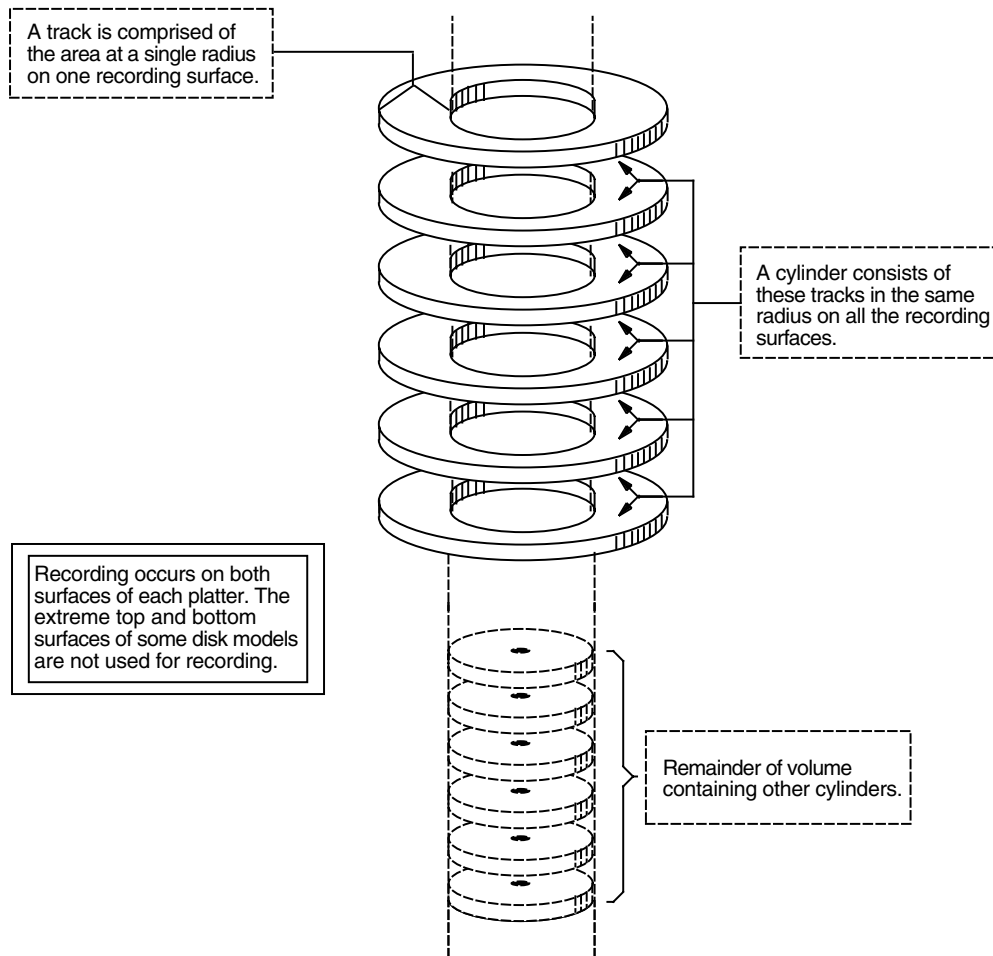 A track is comprised of
the area at a single radius
on one recording surface.
A cylinder consists of
these tracks in the same
radius on all the recording
surfaces.
Recording occurs on both
surfaces of each platter. The
extreme top and bottom
surfaces of some disk models
are not used for recording.
Remainder of volume
containing other cylinders.